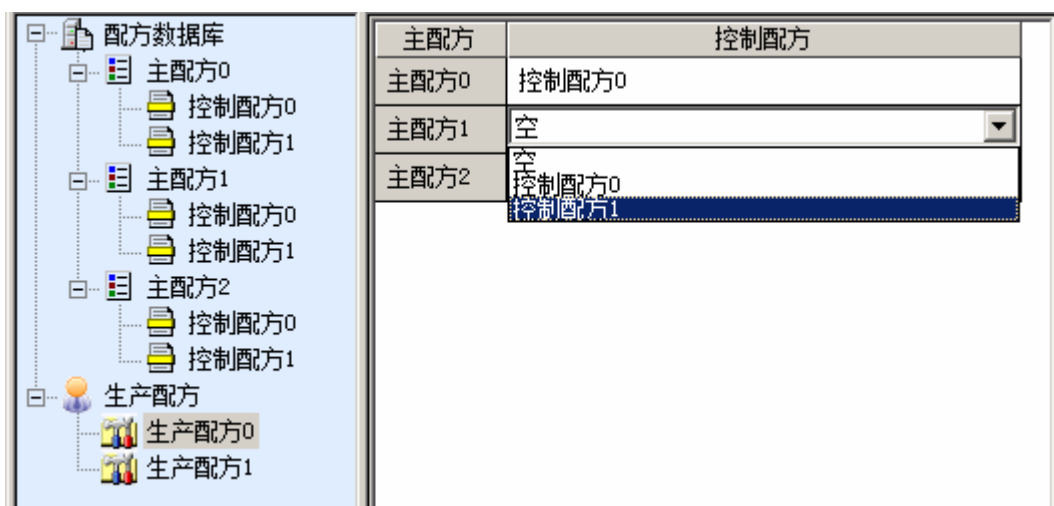 配方数据库
主配方0
控制配方0
控制配方1
主配方1
控制配方0
控制配方1
主配方2
控制配方0
控制配方1
生产配方
生产配方0
生产配方1
主配方 控制配方
主配方0 控制配方0
主配方1 空
主配方2
空
控制配方0
控制配方1